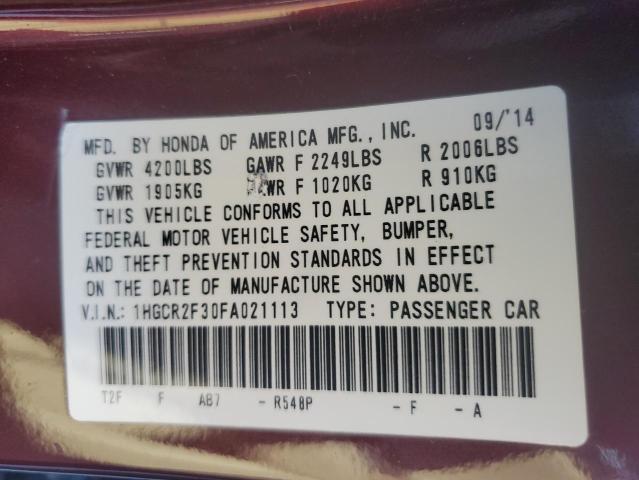 MFD. BY HONDA OF AMERICA MFG., INC. 09/'14
GVWR 4200LBS GAWR F 2249LBS R 2006LBS
GVWR 1905KG GAWR F 1020KG R 910KG
THIS VEHICLE CONFORMS TO ALL APPLICABLE
FEDERAL MOTOR VEHICLE SAFETY, BUMPER,
AND THEFT PREVENTION STANDARDS IN EFFECT
ON THE DATE OF MANUFACTURE SHOWN ABOVE.
V.I.N.: 1HGCR2F30FA021113 TYPE: PASSENGER CAR
T2F F AB7 - R548P - F - A